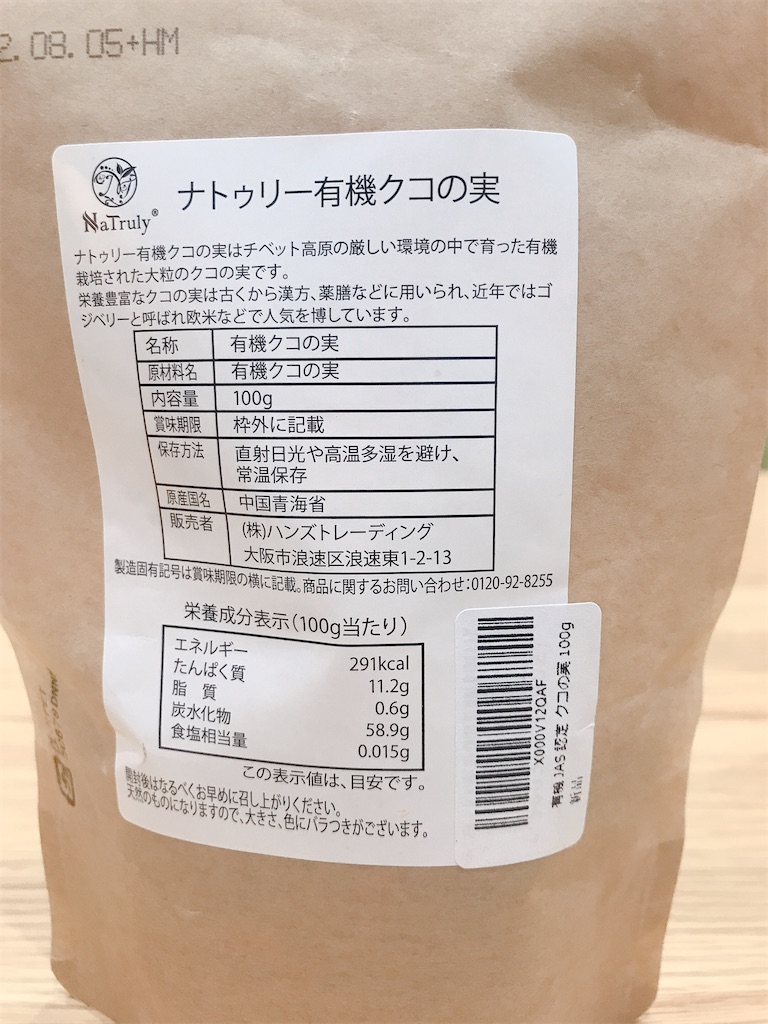 2.08.05+HM
NaTruly®
ナトゥリー有機クコの実
ナトゥリー有機クコの実はチベット高原の厳しい環境の中で育った有機
栽培された大粒のクコの実です。
栄養豊富なクコの実は古くから漢方、薬膳などに用いられ、近年ではゴ
ジベリーと呼ばれ欧米などで人気を博しています。
名称 有機クコの実
原材料名 有機クコの実
内容量 100g
賞味期限 枠外に記載
保存方法 直射日光や高温多湿を避け、
常温保存
原産国名 中国青海省
販売者 (株)ハンズトレーディング
大阪市浪速区浪速東1-2-13
製造固有記号は賞味期限の横に記載。商品に関するお問い合わせ:0120-92-8255
栄養成分表示(100g当たり)
エネルギー 291kcal
たんぱく質 11.2g
脂 質 0.6g
炭水化物 58.9g
食塩相当量 0.015g
この表示値は、目安です。
開封後はなるべくお早めに召し上がりください。
天然のものになりますので、大きさ、色にバラつきがございます。
X000V12QAF
有機 JAS 認定 クコの実 100g
新品